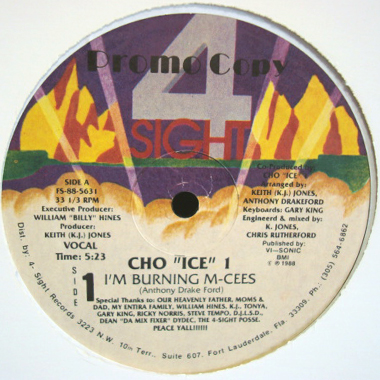 Promo Copy
4
SIGHT
SIDE A
FS-88-5631
33 1/3 RPM
Executive Producer:
WILLIAM "BILLY" HINES
Producer:
KEITH (K.J.) JONES
VOCAL
Time: 5:23
Co-Produced by
CHO "ICE" 1
Arranged by:
KEITH (K.J.) JONES,
ANTHONY DRAKEFORD
Keyboards: GARY KING
Engineered & mixed by:
K. JONES,
CHRIS RUTHERFORD
Published by:
VI-SONIC
BMI
℗ 1988
SIDE
1
CHO "ICE" 1
I'M BURNING M-CEES
(Anthony Drake Ford)
Special Thanks to: OUR HEAVENLY FATHER, MOMS &
DAD, MY ENTIRA FAMILY, WILLIAM HINES, K.J., TONYA,
GARY KING, RICKY NORRIS, STEVE TEMPO, D.J.L.S.D.,
DEAN "DA MIX FIXER" DYDEC, THE 4-SIGHT POSSE.
PEACE YALL!!!!!!
Dist. by: 4. Sight Records 3223 N.W. 10th Terr., Suite 607. Fort Lauderdale, Fla. 33309. Ph. (305) 564-6862